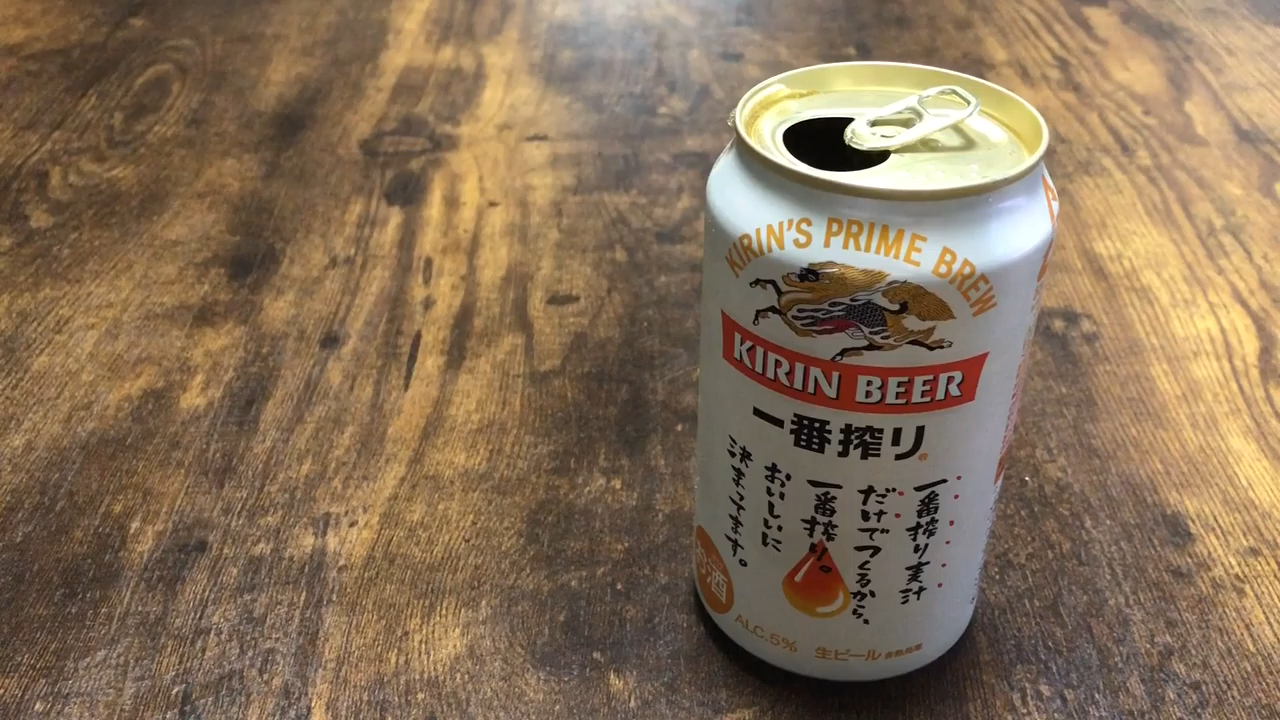 KIRIN'S PRIME BREW
KIRIN BEER
一番搾り
一番搾り麦汁
だけでつくるから、
一番搾り。
おいしいに
決まってます。
お酒
ALC.5%
生ビール